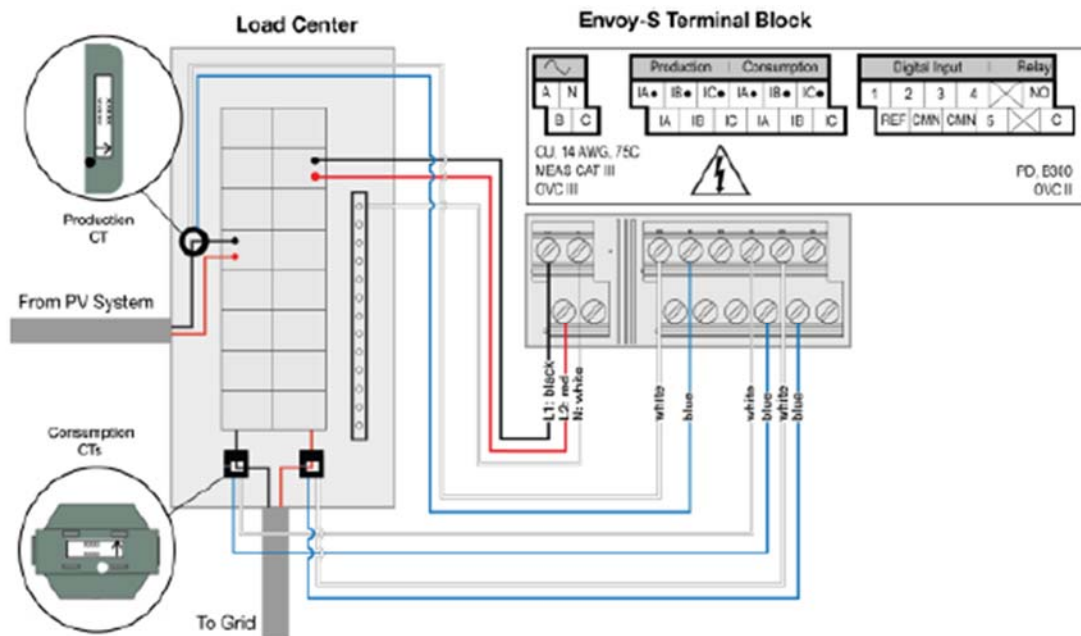 Load Center
Envoy-S Terminal Block
Production | Consumption
Digital Input | Relay
A N
IA● IB● IC● IA● IB● IC●
1 2 3 4 NO
B C
IA IB IC IA IB IC
REF CMN CMN 5 C
CU, 14 AWG, 75C
MEAS CAT III
OVC III
PD, B300
OVC II
Production
CT
From PV System
L1: black
L2: red
N: white
white
blue
white
blue
white
blue
Consumption
CTs
To Grid